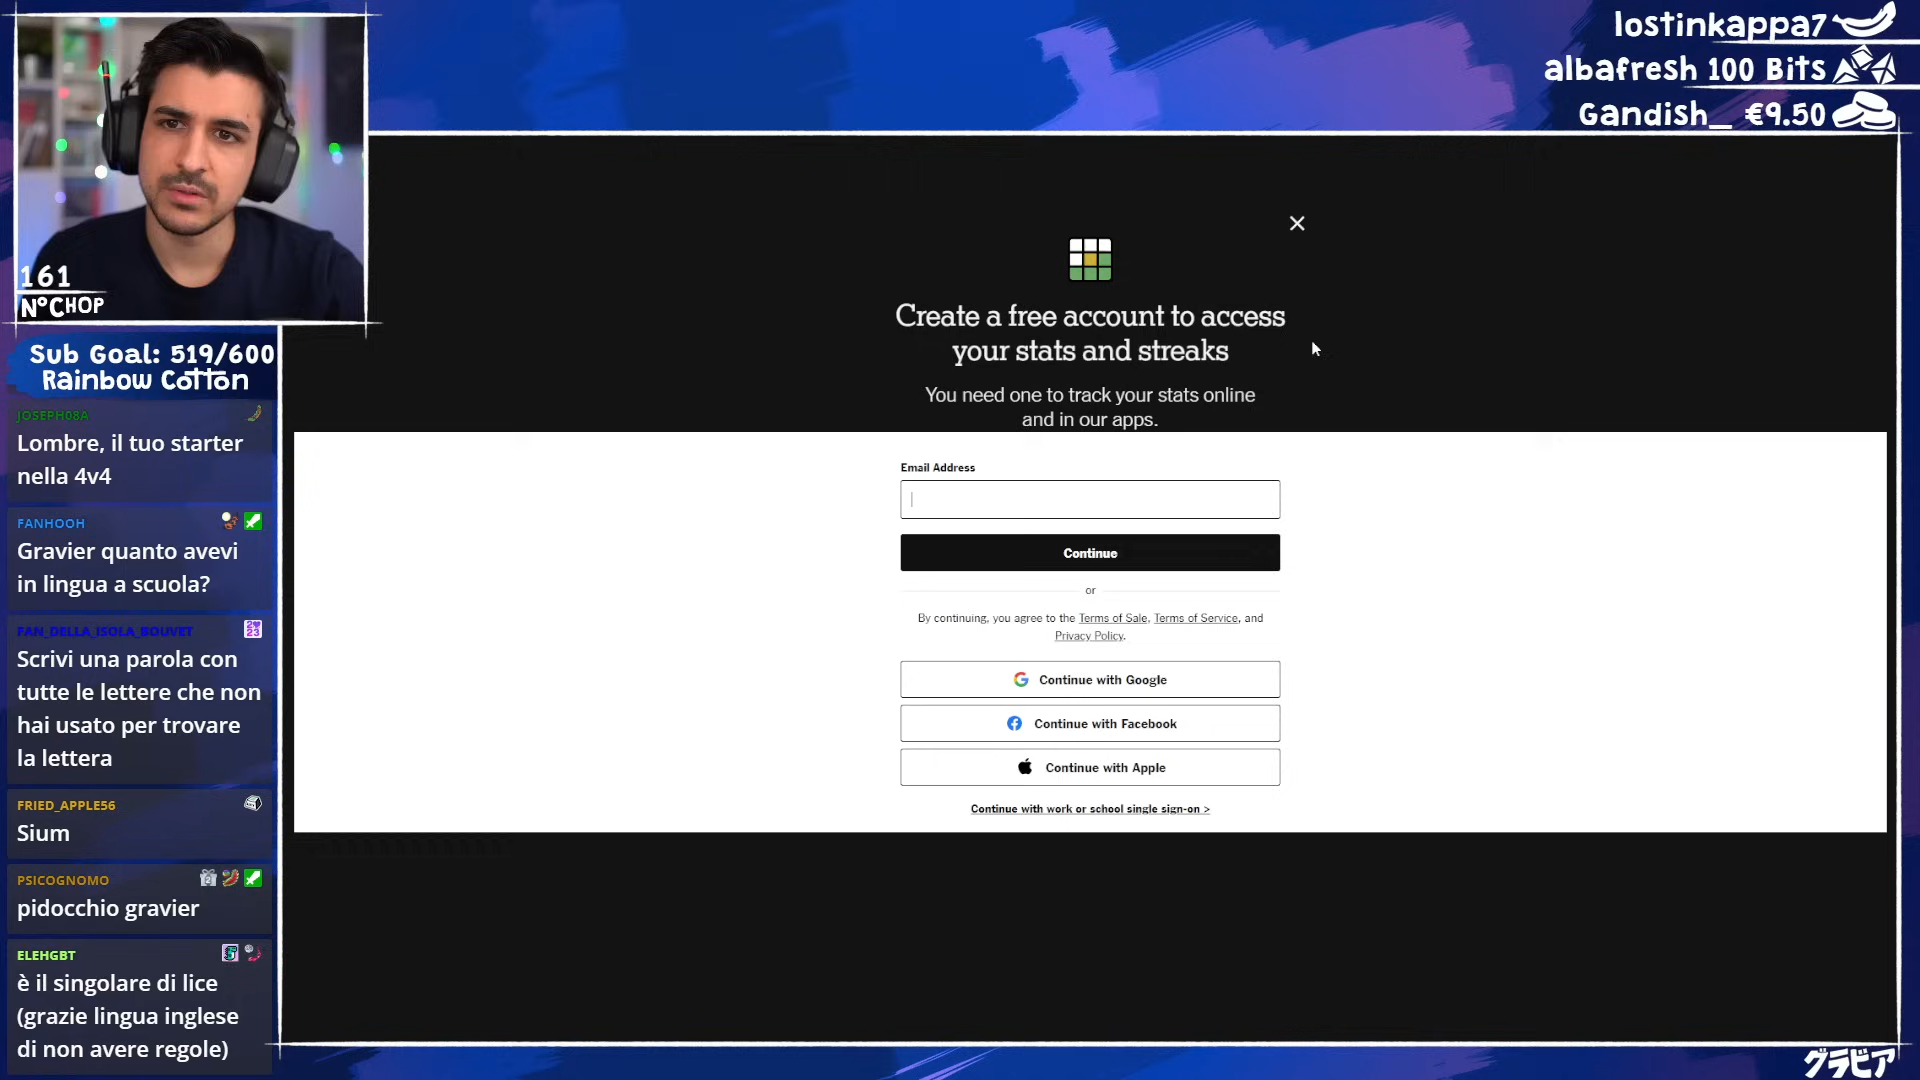 lostinkappa7
albafresh 100 Bits
Gandish_ €9.50
161
N°CHOP
Sub Goal: 519/600
Rainbow Cotton
JOSEPH08A
Lombre, il tuo starter
nella 4v4
FANHOOH
Gravier quanto avevi
in lingua a scuola?
FAN_DELLA_ISOLA_BOUVET
Scrivi una parola con
tutte le lettere che non
hai usato per trovare
la lettera
FRIED_APPLE56
Sium
PSICOGNOMO
pidocchio gravier
ELEHGBT
è il singolare di lice
(grazie lingua inglese
di non avere regole)
Create a free account to access
your stats and streaks
You need one to track your stats online
and in our apps.
Email Address
Continue
or
By continuing, you agree to the Terms of Sale, Terms of Service, and
Privacy Policy.
Continue with Google
Continue with Facebook
Continue with Apple
Continue with work or school single sign-on >
グラビア